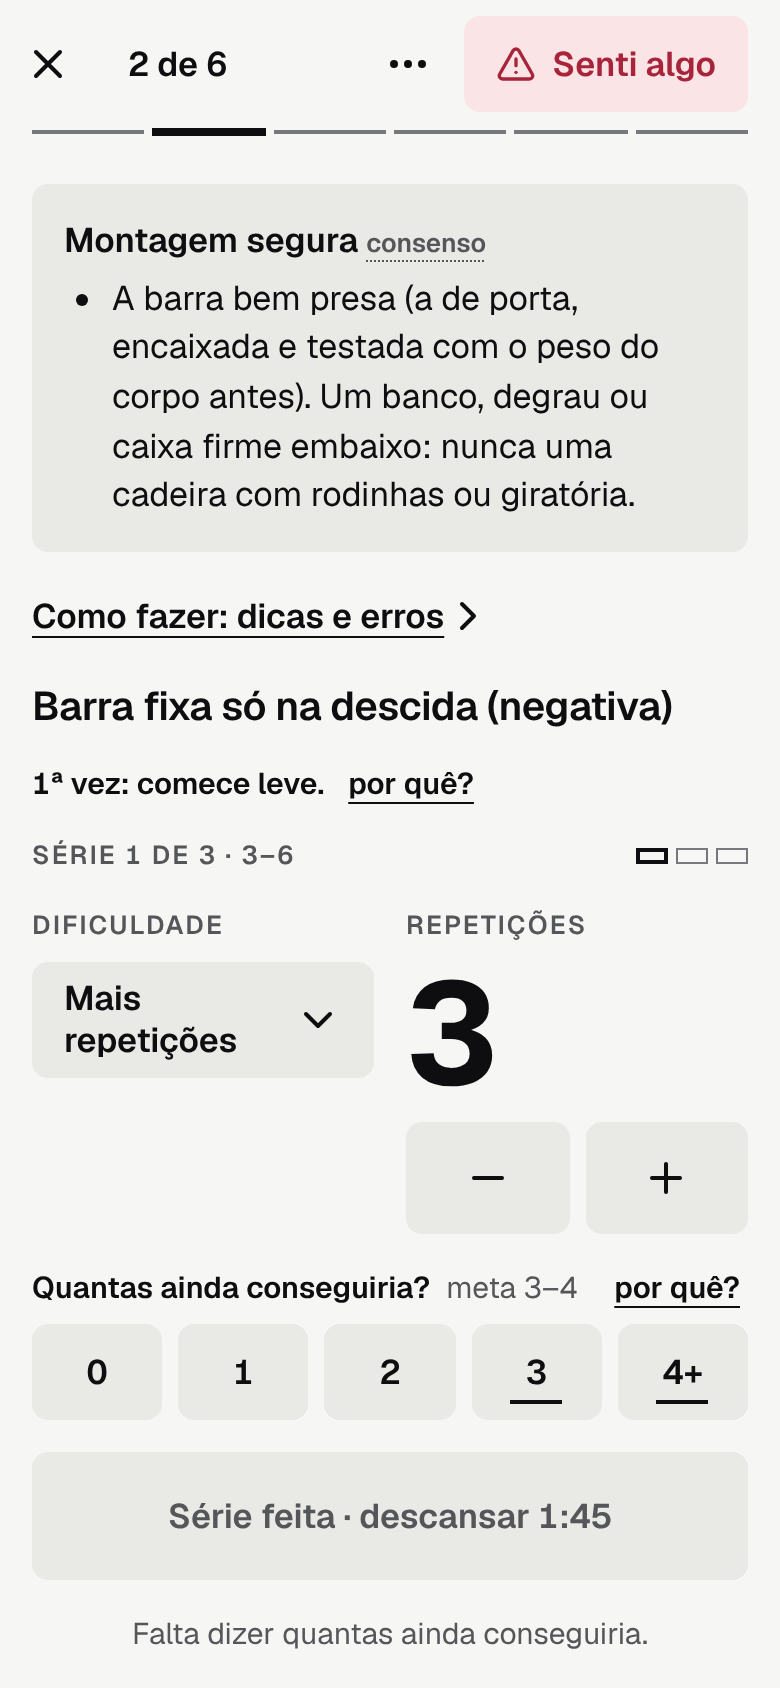 2 de 6
Senti algo
Montagem segura consenso
• A barra bem presa (a de porta,
encaixada e testada com o peso do
corpo antes). Um banco, degrau ou
caixa firme embaixo: nunca uma
cadeira com rodinhas ou giratória.
Como fazer: dicas e erros
Barra fixa só na descida (negativa)
1ª vez: comece leve. por quê?
SÉRIE 1 DE 3 · 3–6
DIFICULDADE
Mais
repetições
REPETIÇÕES
3
− +
Quantas ainda conseguiria? meta 3–4 por quê?
0 1 2 3 4+
Série feita · descansar 1:45
Falta dizer quantas ainda conseguiria.